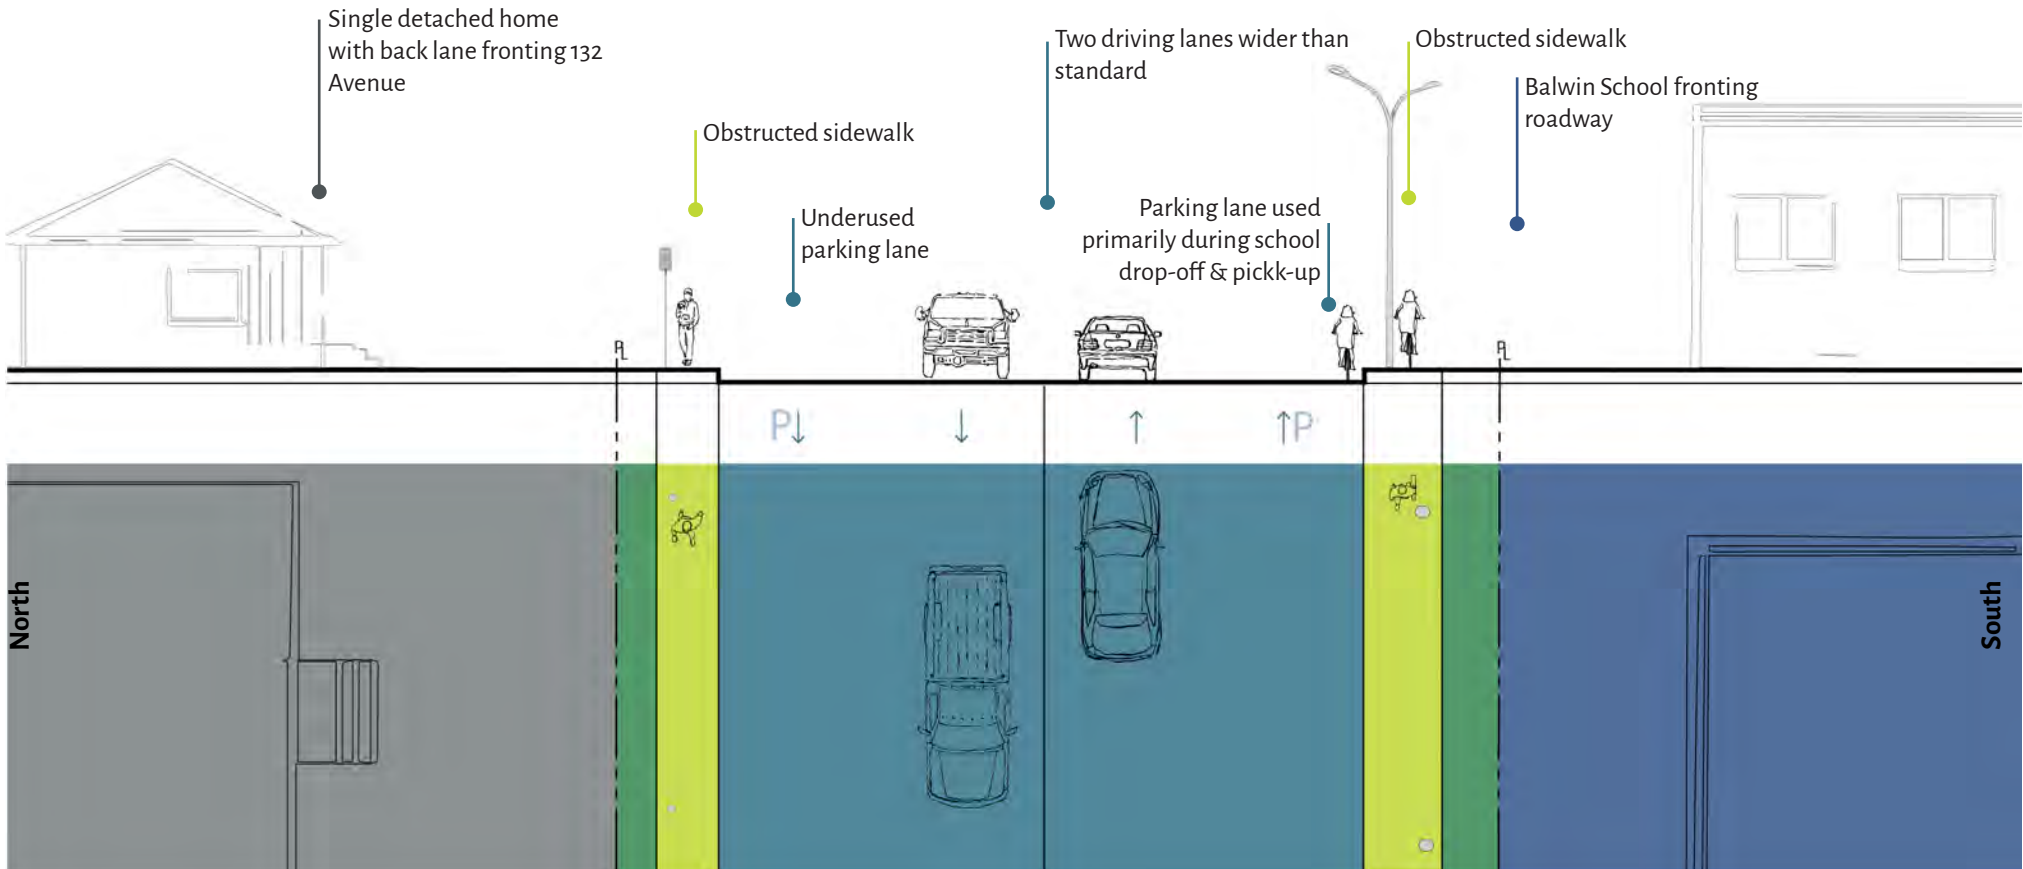 Single detached home
with back lane fronting 132
Avenue
Obstructed sidewalk
Underused
parking lane
Two driving lanes wider than
standard
Parking lane used
primarily during school
drop-off & pickk-up
Obstructed sidewalk
Balwin School fronting
roadway
PL
PL
P↓
↓
↑
↑P
North
South